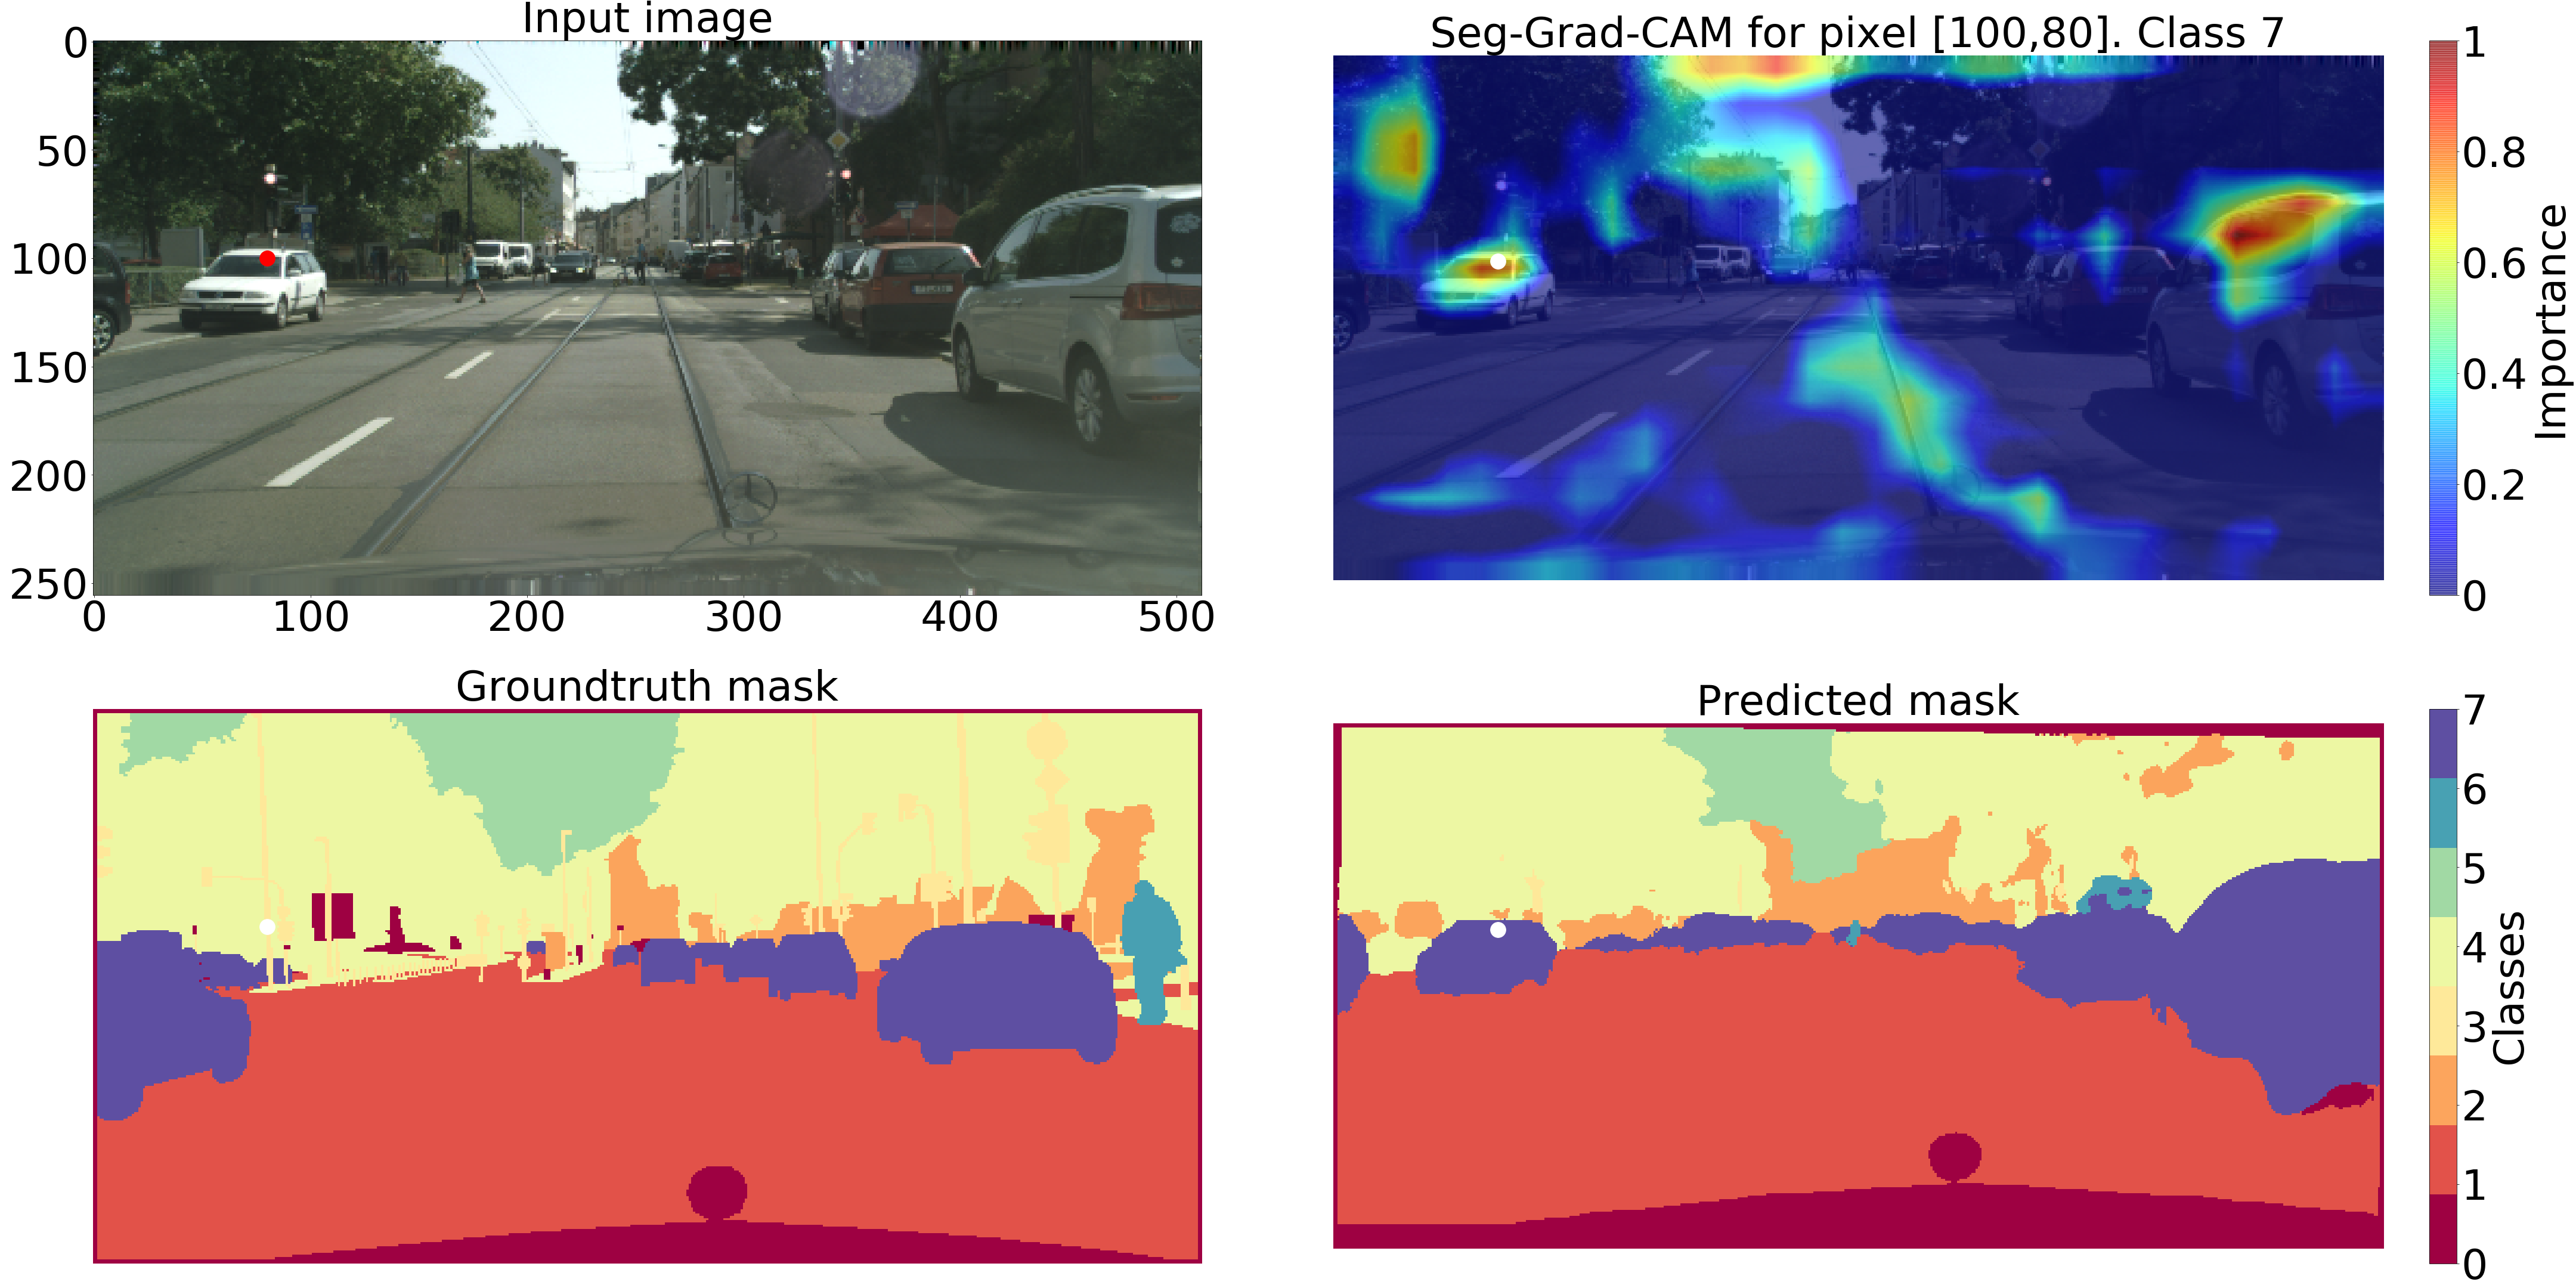 Input image
0
50
100
150
200
250
0 100 200 300 400 500
Seg-Grad-CAM for pixel [100,80]. Class 7
1
0.8
0.6
0.4
0.2
0
Importance
Groundtruth mask
Predicted mask
7
6
5
4
3
2
1
0
Classes